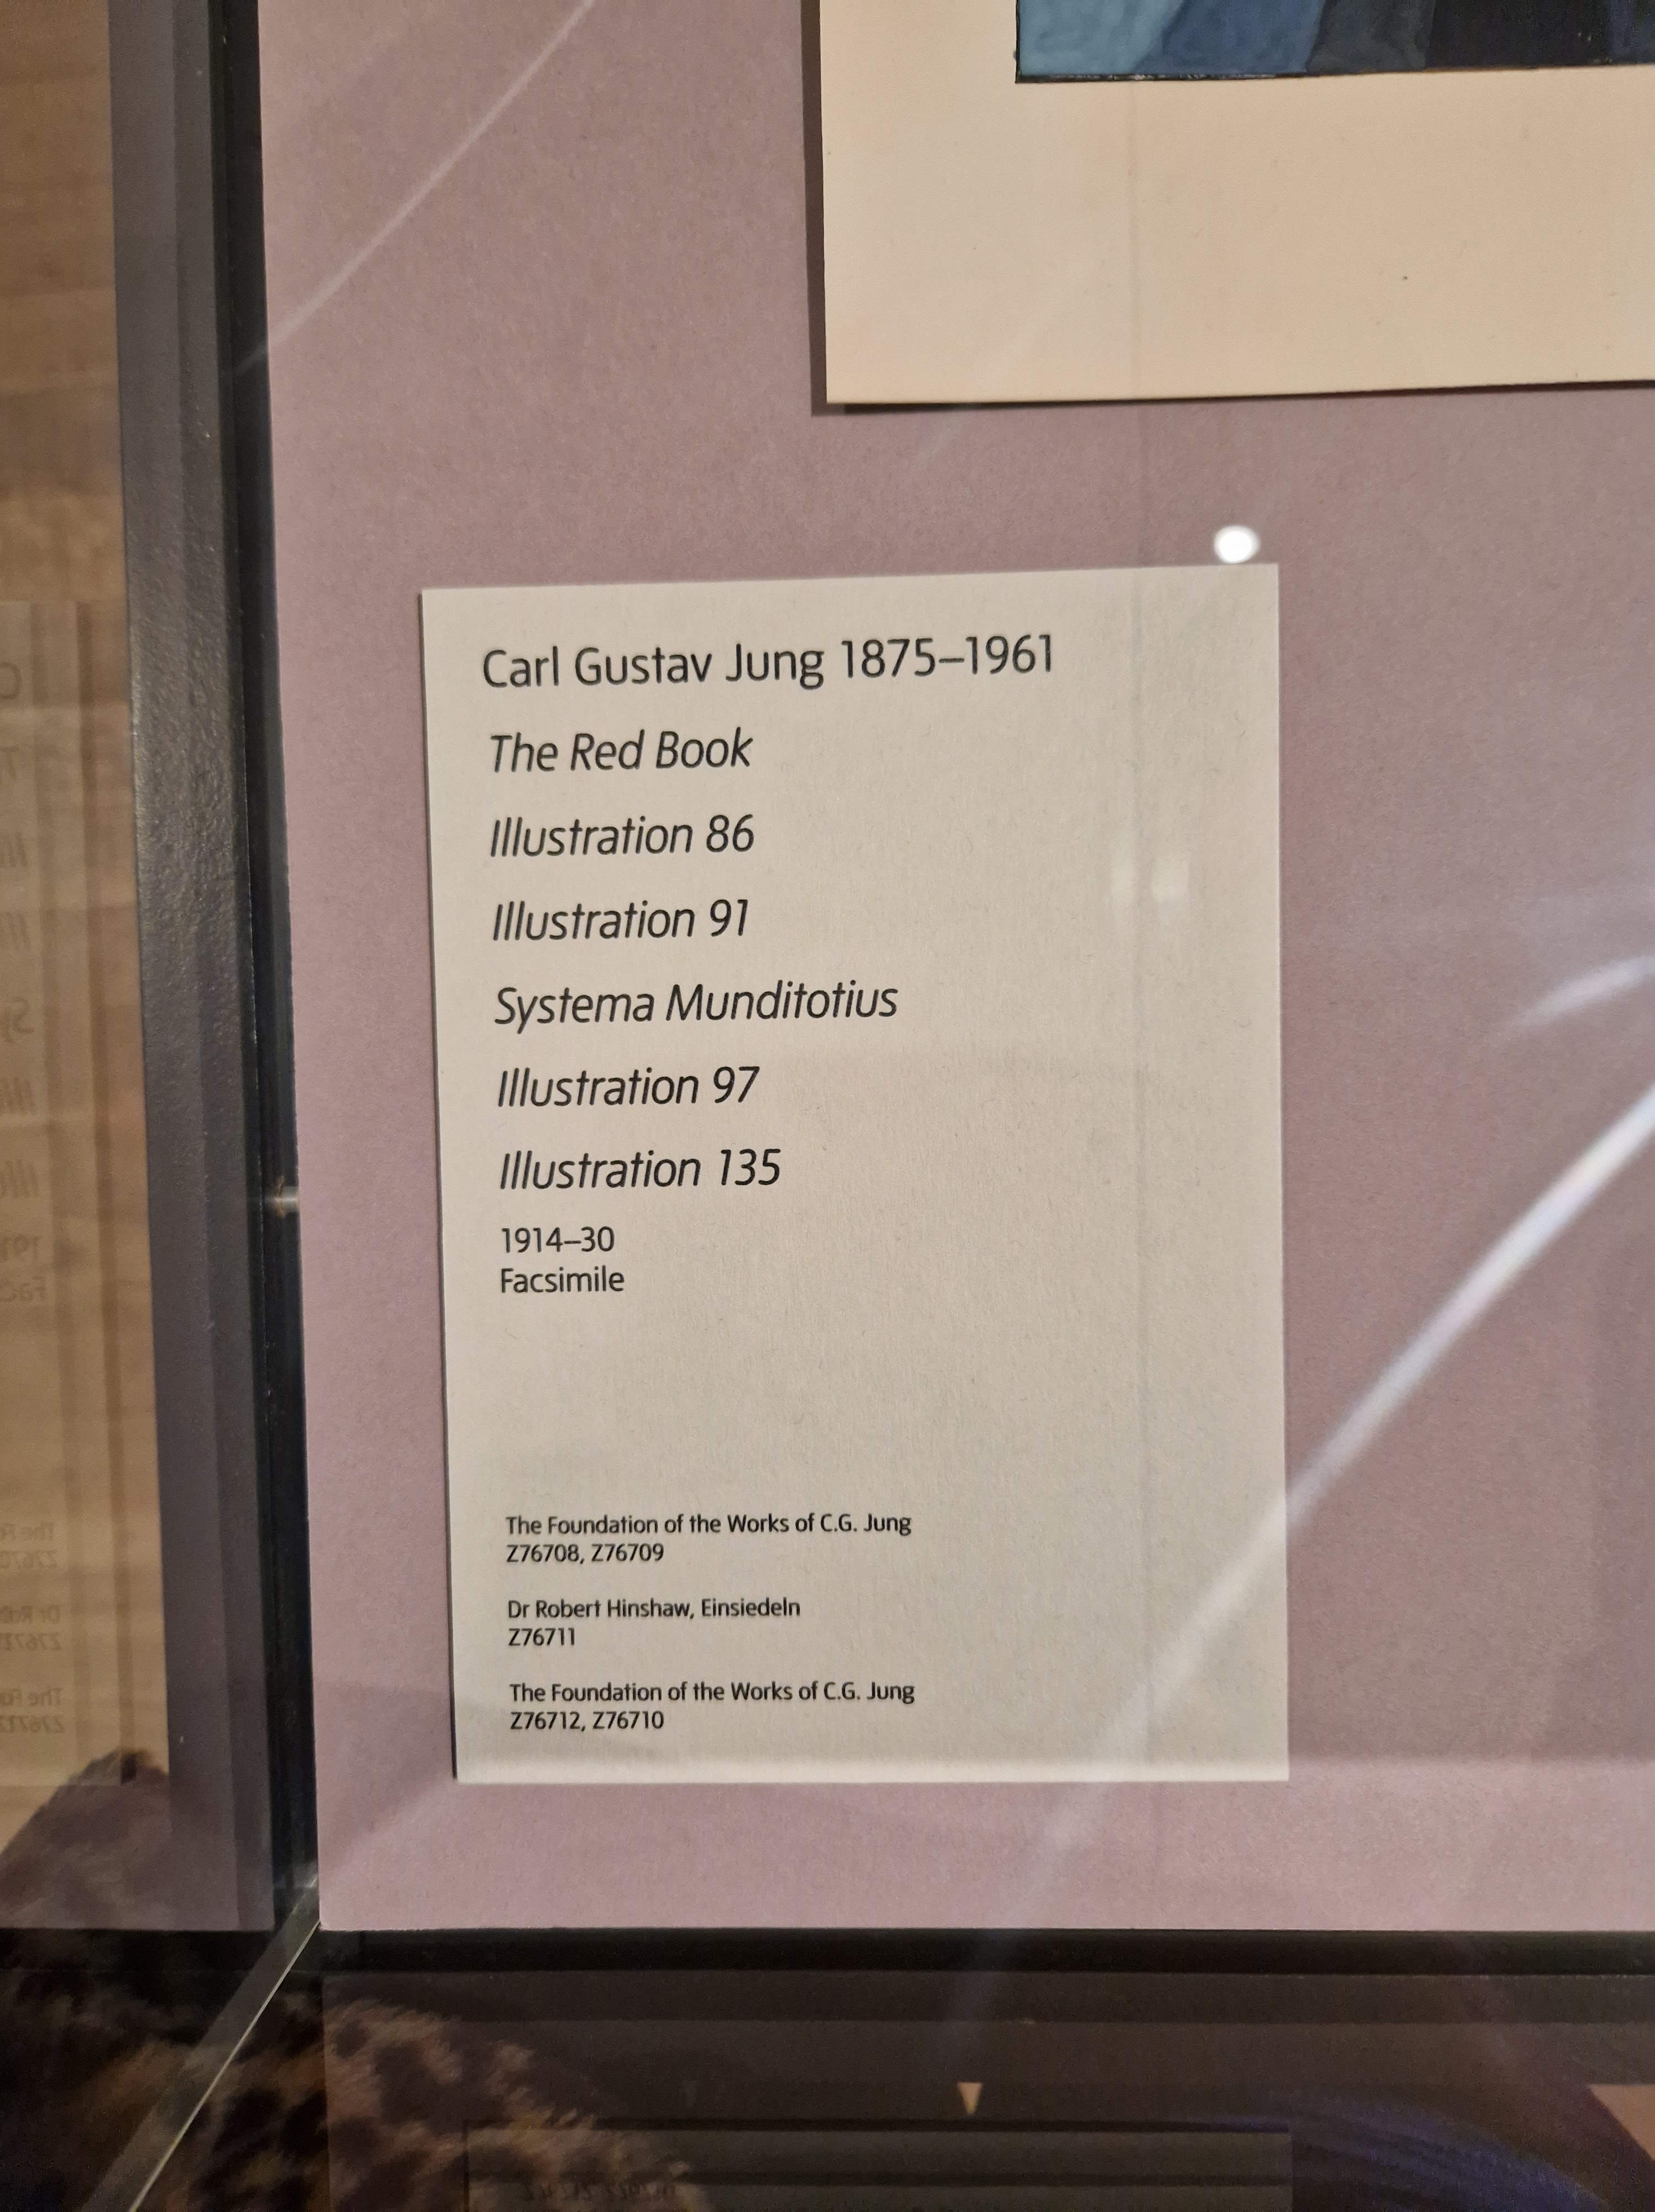 Carl Gustav Jung 1875–1961
The Red Book
Illustration 86
Illustration 91
Systema Munditotius
Illustration 97
Illustration 135
1914–30
Facsimile
The Foundation of the Works of C.G. Jung
Z76708, Z76709
Dr Robert Hinshaw, Einsiedeln
Z76711
The Foundation of the Works of C.G. Jung
Z76712, Z76710